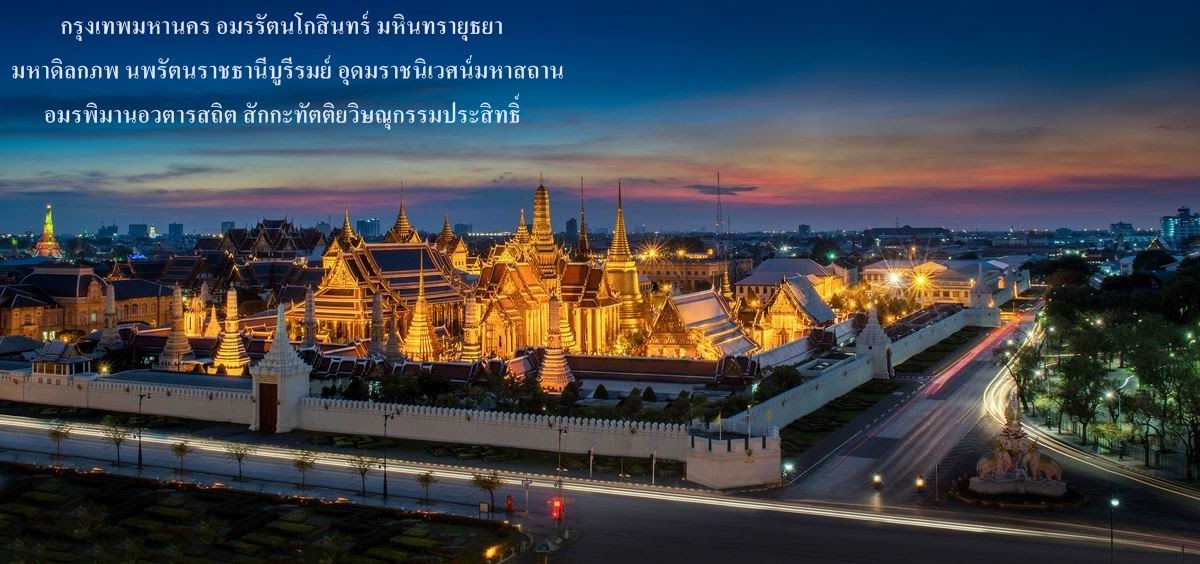 กรุงเทพมหานคร อมรรัตนโกสินทร์ มหินทรายุธยา
มหาดิลกภพ นพรัตนราชธานีบูรีรมย์ อุดมราชนิเวศน์มหาสถาน
อมรพิมานอวตารสถิต สักกะทัตติยวิษณุกรรมประสิทธิ์